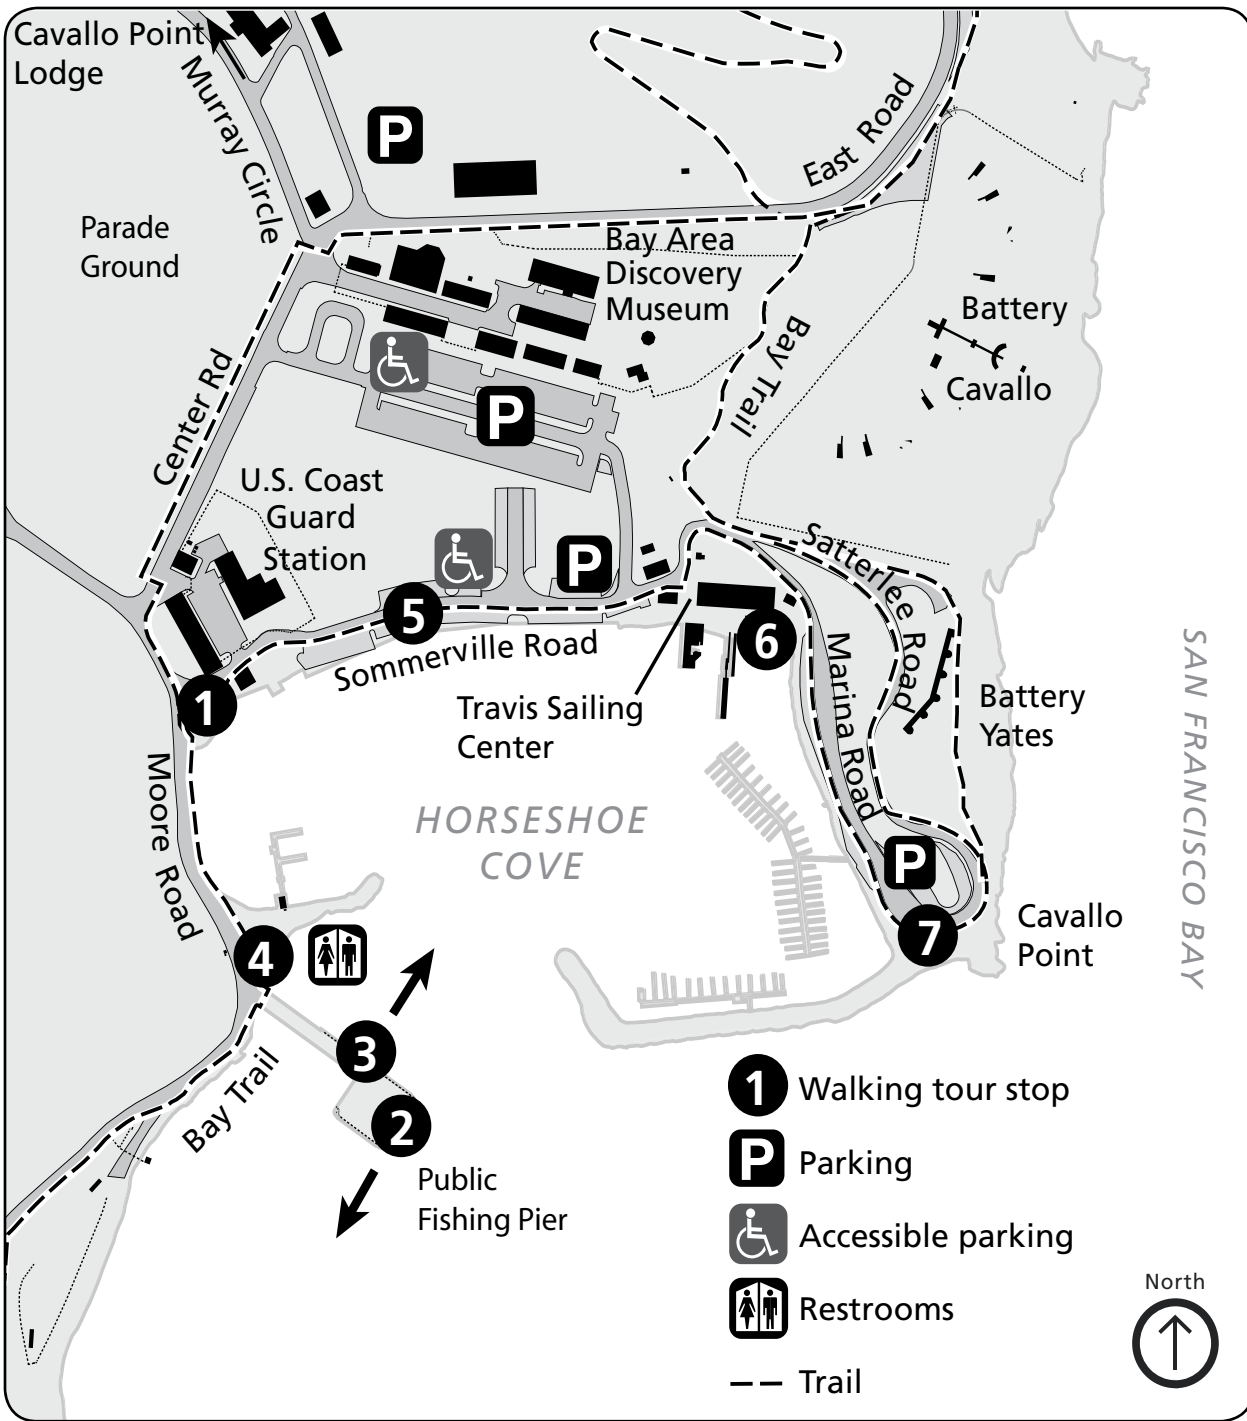 Cavallo Point
Lodge
Murray Circle
P
East Road
Parade
Ground
Bay Area
Discovery
Museum
Battery
Cavallo
Bay Trail
Center Rd
P
U.S. Coast
Guard
Station
P
Satterlee Road
5
6
Sommerville Road
1
Travis Sailing
Center
Marina Road
Battery
Yates
SAN FRANCISCO BAY
Moore Road
HORSESHOE
COVE
P
7
Cavallo
Point
4
3
Bay Trail
2
Public
Fishing Pier
1 Walking tour stop
P Parking
Accessible parking
Restrooms
Trail
North